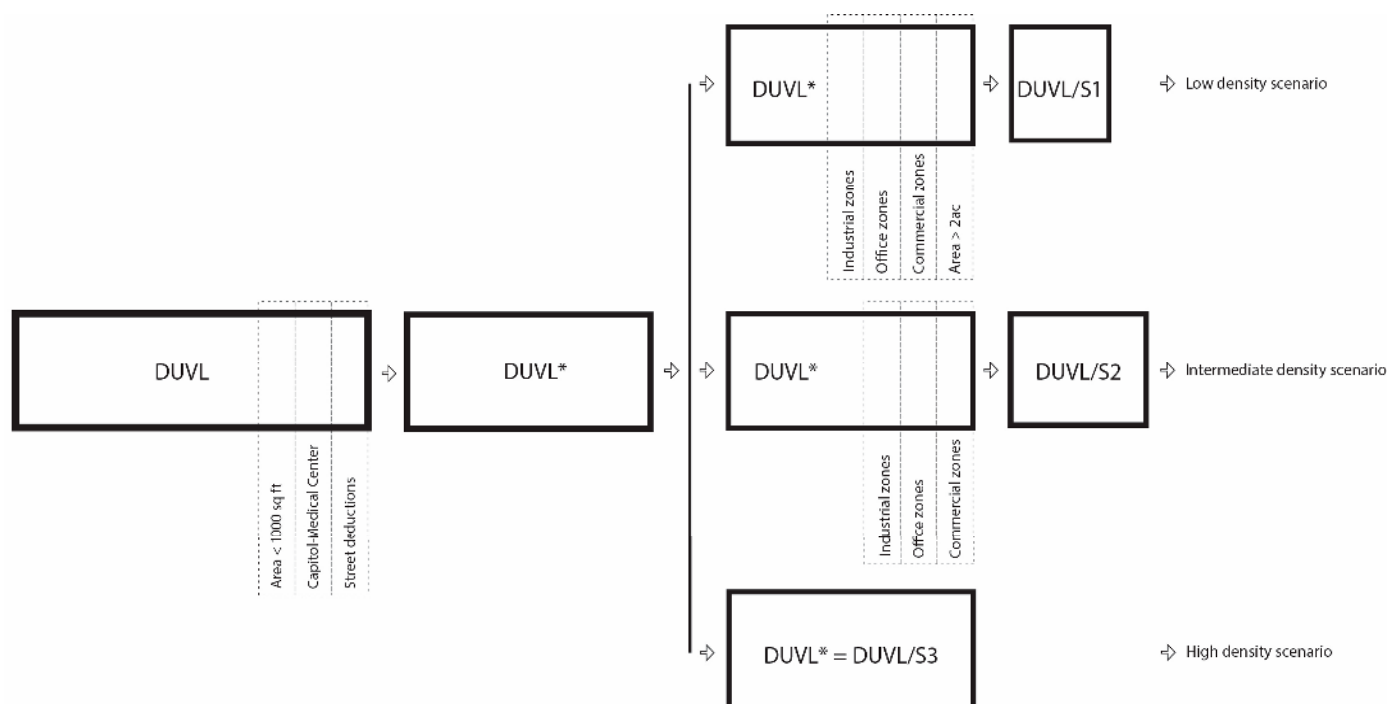 DUVL*
DUVL/S1
Low density scenario
Industrial zones
Office zones
Commercial zones
Area > 2ac
DUVL
DUVL*
DUVL*
DUVL/S2
Intermediate density scenario
Area < 1000 sq ft
Capitol-Medical Center
Street deductions
Industrial zones
Office zones
Commercial zones
DUVL* = DUVL/S3
High density scenario